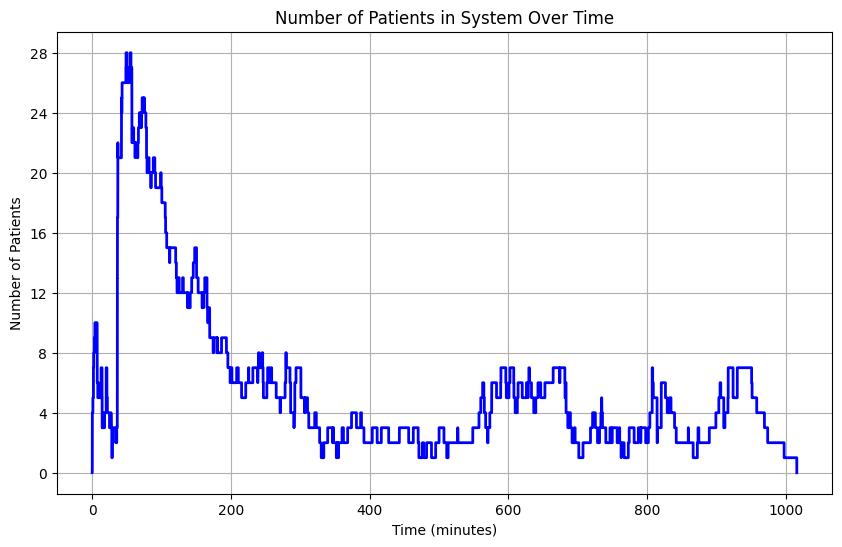 Number of Patients in System Over Time
Number of Patients
28
24
20
16
12
8
4
0
0 200 400 600 800 1000
Time (minutes)